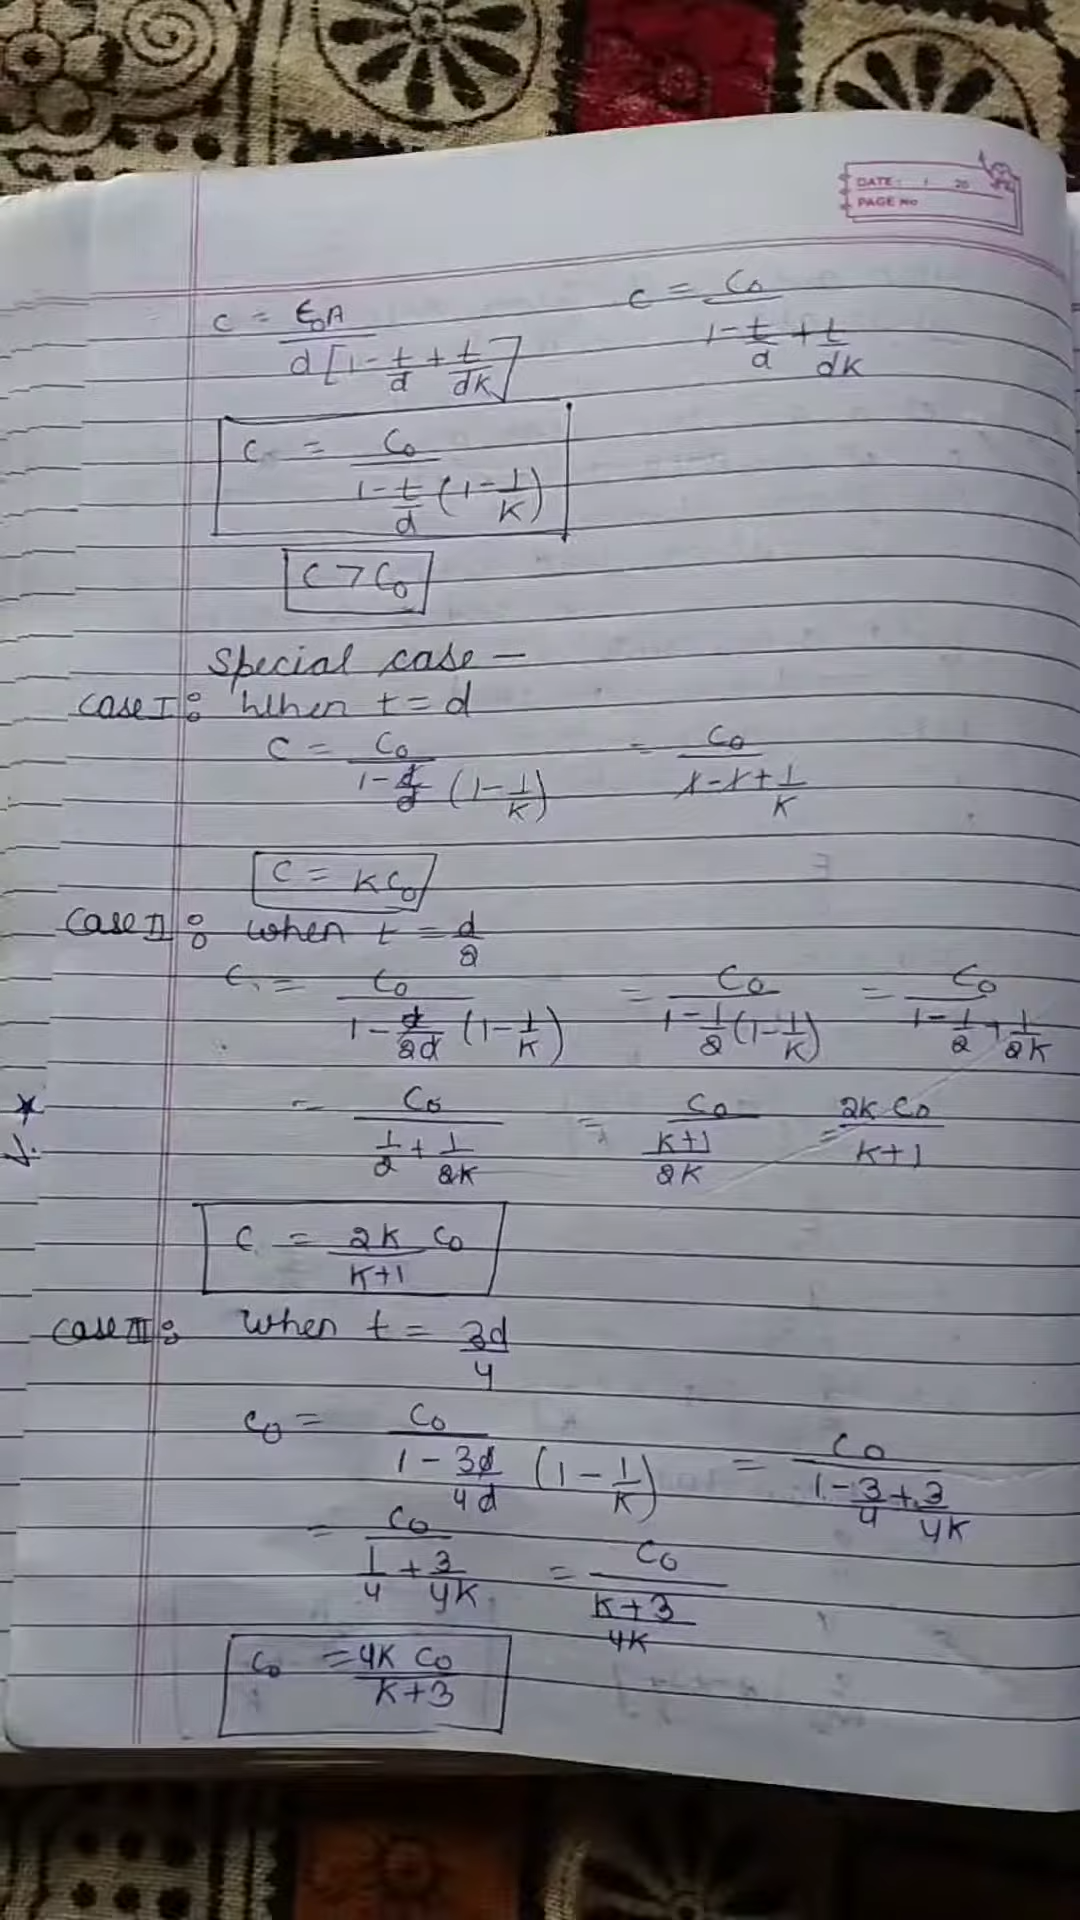 DATE: / 20
PAGE No
C = ε₀A / d[1 - t/d + t/dK]    C = C₀ / 1 - t/d + t/dK
C = C₀ / 1 - t/d (1 - 1/K)
C > C₀
Special case —
Case I: When t = d
C = C₀ / 1 - d/d (1 - 1/K) = C₀ / 1 - 1 + 1/K
C = KC₀
Case II: When t = d/2
C = C₀ / 1 - d/2d (1 - 1/K) = C₀ / 1 - 1/2 (1 - 1/K) = C₀ / 1 - 1/2 + 1/2K
= C₀ / 1/2 + 1/2K = C₀ / K+1/2K = 2K C₀ / K+1
C = 2K/K+1 C₀
Case III: When t = 3d/4
C₀ = C₀ / 1 - 3d/4d (1 - 1/K) = C₀ / 1 - 3/4 + 3/4K
= C₀ / 1/4 + 3/4K = C₀ / K+3/4K
C₀ = 4K C₀ / K+3